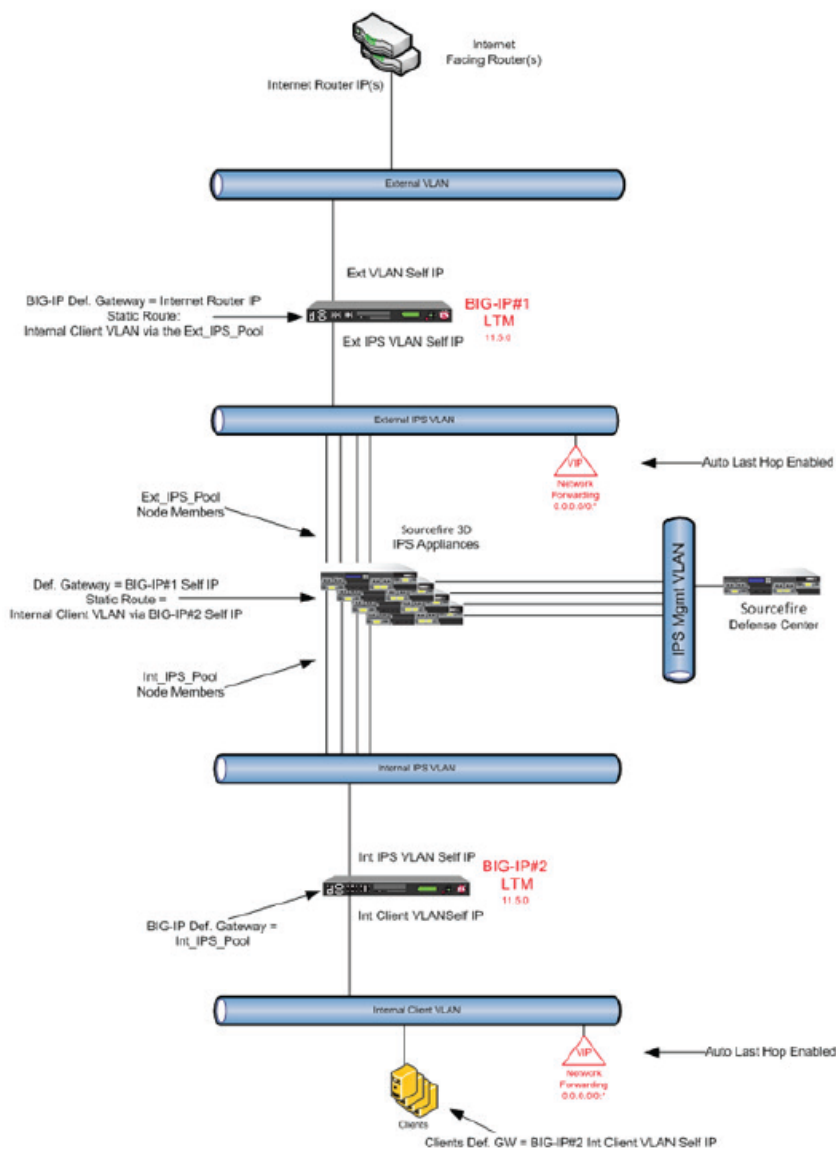 Internet
Facing Router(s)
Internet Router IP(s)
External VLAN
Ext VLAN Self IP
BIG-IP Def. Gateway = Internet Router IP
Static Route:
Internal Client VLAN via the Ext_IPS_Pool
BIG-IP#1
LTM
11.5.0
Ext IPS VLAN Self IP
External IPS VLAN
VIP
Network
Forwarding
0.0.0.0/0:*
Auto Last Hop Enabled
Ext_IPS_Pool
Node Members
Sourcefire 3D
IPS Appliances
Def. Gateway = BIG-IP#1 Self IP
Static Route =
Internal Client VLAN via BIG-IP#2 Self IP
IPS Mgmt VLAN
Sourcefire
Defense Center
Int_IPS_Pool
Node Members
Internal IPS VLAN
Int IPS VLAN Self IP
BIG-IP#2
LTM
11.5.0
Int Client VLANSelf IP
BIG-IP Def. Gateway =
Int_IPS_Pool
Internal Client VLAN
VIP
Network
Forwarding
0.0.0.0/0:*
Auto Last Hop Enabled
Clients
Clients Def. GW = BIG-IP#2 Int Client VLAN Self IP